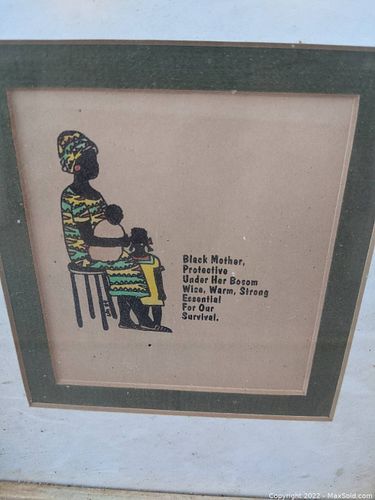 Black Mother,
Protective
Under Her Bosom
Wise, Warm, Strong
Essential
For Our
Survival.
Copyright 2022 - MaxSold.com